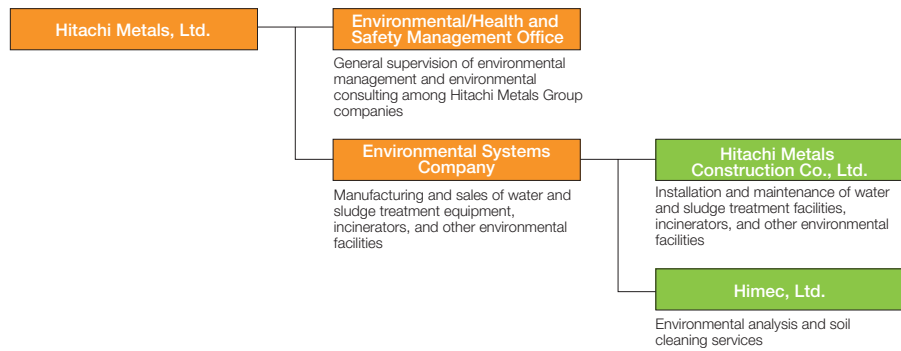 Hitachi Metals, Ltd.
Environmental/Health and
Safety Management Office
General supervision of environmental
management and environmental
consulting among Hitachi Metals Group
companies
Environmental Systems
Company
Manufacturing and sales of water and
sludge treatment equipment,
incinerators, and other environmental
facilities
Hitachi Metals
Construction Co., Ltd.
Installation and maintenance of water
and sludge treatment facilities,
incinerators, and other environmental
facilities
Himec, Ltd.
Environmental analysis and soil
cleaning services